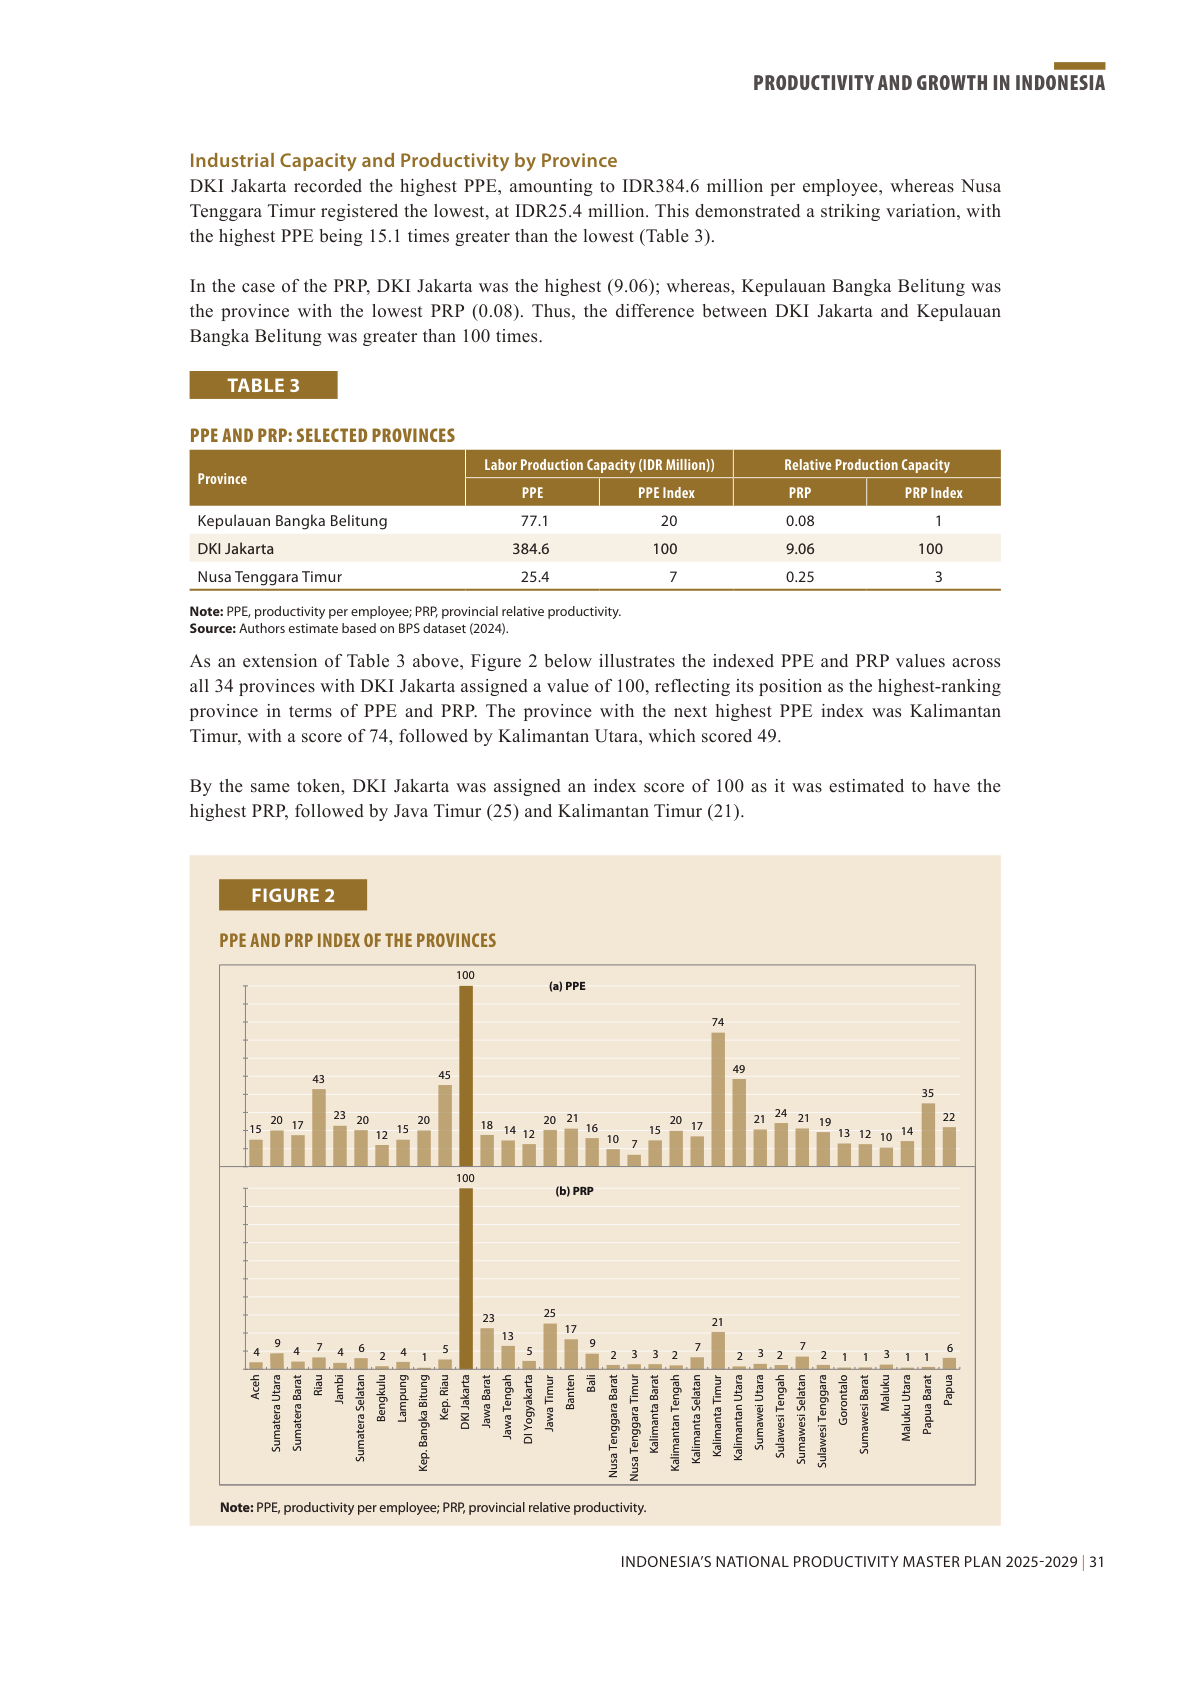 PRODUCTIVITY AND GROWTH IN INDONESIA
Industrial Capacity and Productivity by Province
DKI Jakarta recorded the highest PPE, amounting to IDR384.6 million per employee, whereas Nusa
Tenggara Timur registered the lowest, at IDR25.4 million. This demonstrated a striking variation, with
the highest PPE being 15.1 times greater than the lowest (Table 3).
In the case of the PRP, DKI Jakarta was the highest (9.06); whereas, Kepulauan Bangka Belitung was
the province with the lowest PRP (0.08). Thus, the difference between DKI Jakarta and Kepulauan
Bangka Belitung was greater than 100 times.
TABLE 3
PPE AND PRP: SELECTED PROVINCES
Province Labor Production Capacity (IDR Million)) Relative Production Capacity
PPE PPE Index PRP PRP Index
Kepulauan Bangka Belitung 77.1 20 0.08 1
DKI Jakarta 384.6 100 9.06 100
Nusa Tenggara Timur 25.4 7 0.25 3
Note: PPE, productivity per employee; PRP, provincial relative productivity.
Source: Authors estimate based on BPS dataset (2024).
As an extension of Table 3 above, Figure 2 below illustrates the indexed PPE and PRP values across
all 34 provinces with DKI Jakarta assigned a value of 100, reflecting its position as the highest-ranking
province in terms of PPE and PRP. The province with the next highest PPE index was Kalimantan
Timur, with a score of 74, followed by Kalimantan Utara, which scored 49.
By the same token, DKI Jakarta was assigned an index score of 100 as it was estimated to have the
highest PRP, followed by Java Timur (25) and Kalimantan Timur (21).
FIGURE 2
PPE AND PRP INDEX OF THE PROVINCES
(a) PPE
15 20 17 43 23 20 12 15 20 45 100 18 14 12 20 21 16 10 7 15 20 17 74 49 21 24 21 19 13 12 10 14 35 22
(b) PRP
4 9 4 7 4 6 2 4 1 5 100 23 13 5 25 17 9 2 3 3 2 7 21 2 3 2 7 2 1 1 3 1 1 6
Aceh
Sumatera Utara
Sumatera Barat
Riau
Jambi
Sumatera Selatan
Bengkulu
Lampung
Kep. Bangka Bitung
Kep. Riau
DKI Jakarta
Jawa Barat
Jawa Tengah
DI Yogyakarta
Jawa Timur
Banten
Bali
Nusa Tenggara Barat
Nusa Tenggara Timur
Kalimanta Barat
Kalimantan Tengah
Kalimanta Selatan
Kalimanta Timur
Kalimantan Utara
Sumawei Utara
Sulawesi Tengah
Sumawesi Selatan
Sulawesi Tenggara
Gorontalo
Sumawesi Barat
Maluku
Maluku Utara
Papua Barat
Papua
Note: PPE, productivity per employee; PRP, provincial relative productivity.
INDONESIA'S NATIONAL PRODUCTIVITY MASTER PLAN 2025-2029 | 31